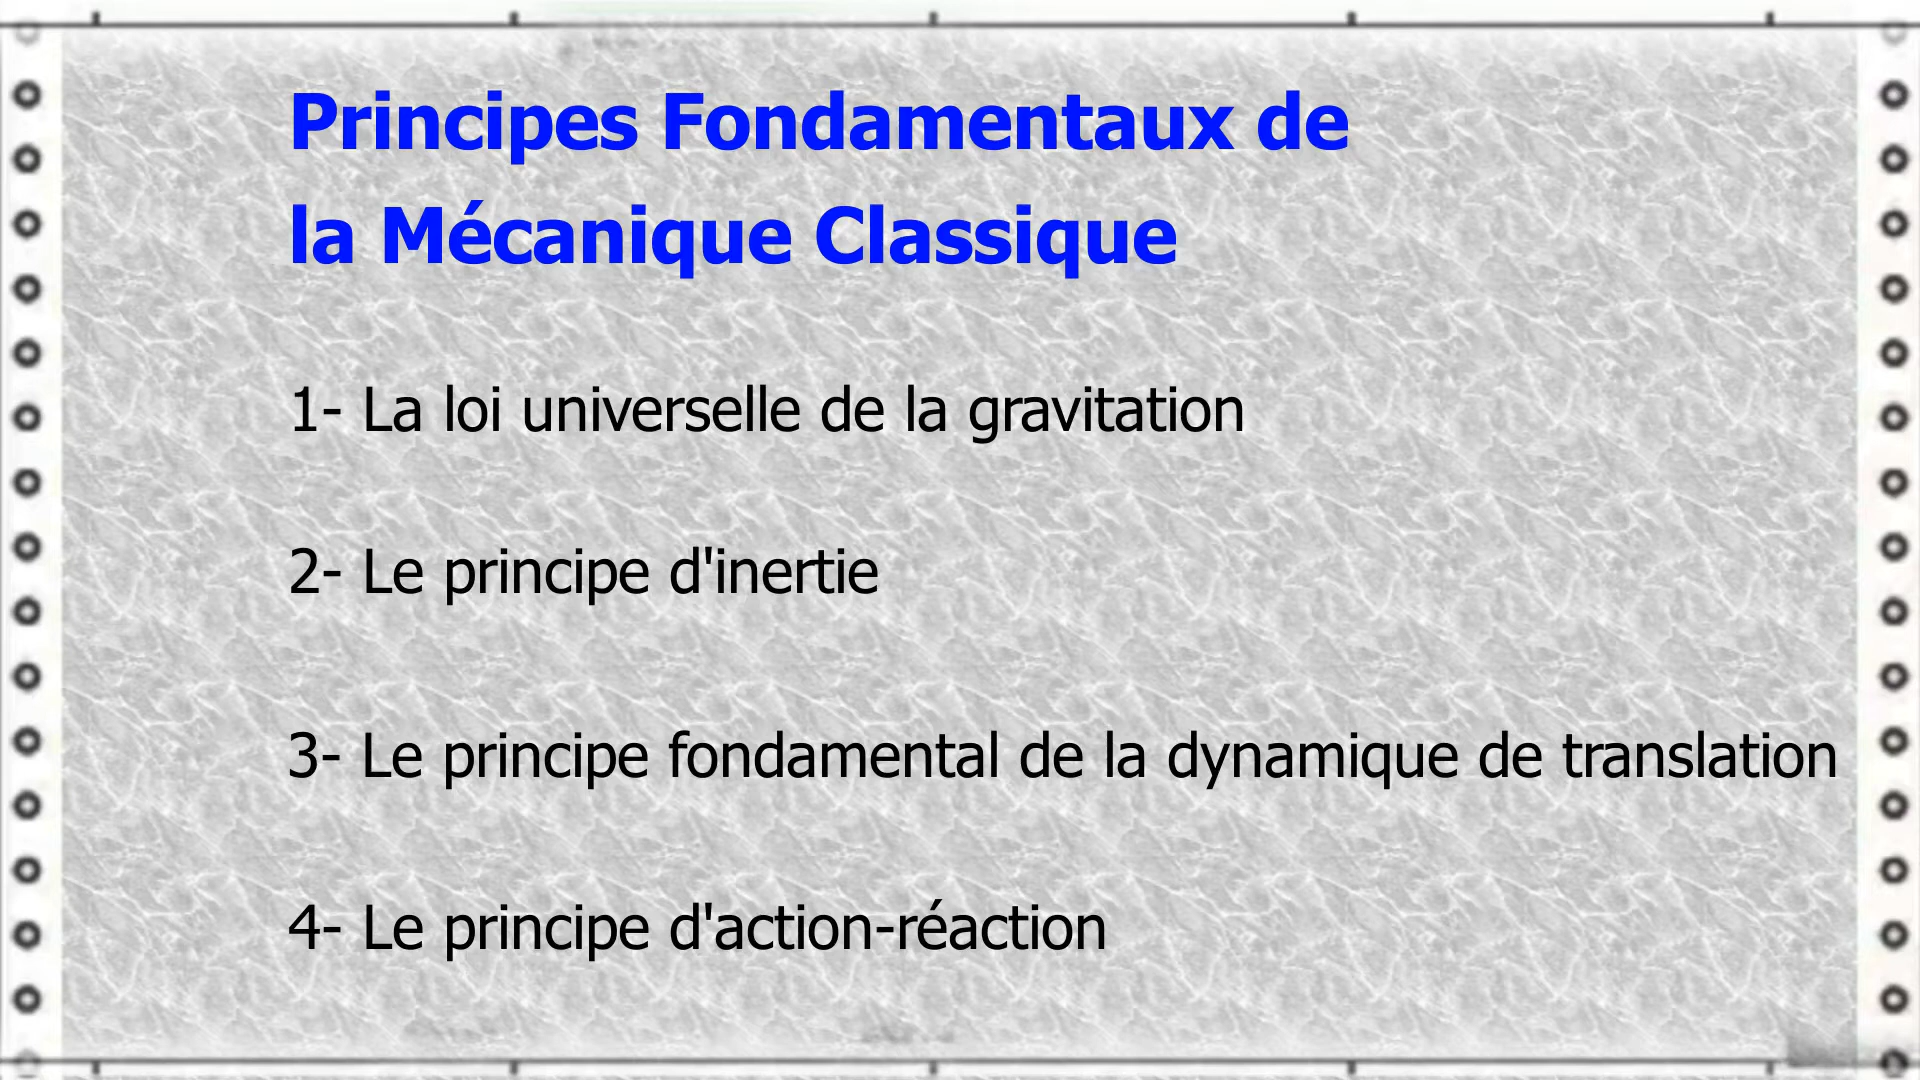 Principes Fondamentaux de
la Mécanique Classique
1- La loi universelle de la gravitation
2- Le principe d'inertie
3- Le principe fondamental de la dynamique de translation
4- Le principe d'action-réaction